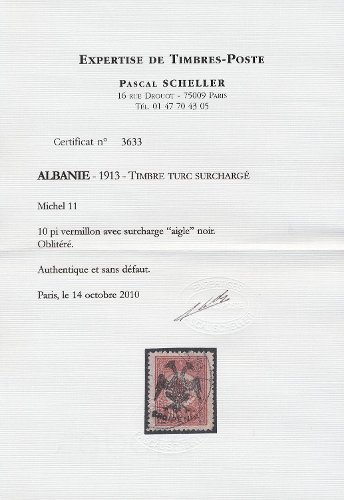 EXPERTISE DE TIMBRES-POSTE
PASCAL SCHELLER
16 RUE DROUOT - 75009 PARIS
TÉL. 01 47 70 43 05
Certificat n° 3633
ALBANIE - 1913 - TIMBRE TURC SURCHARGÉ
Michel 11
10 pi vermillon avec surcharge "aigle" noir.
Oblitéré.
Authentique et sans défaut.
Paris, le 14 octobre 2010